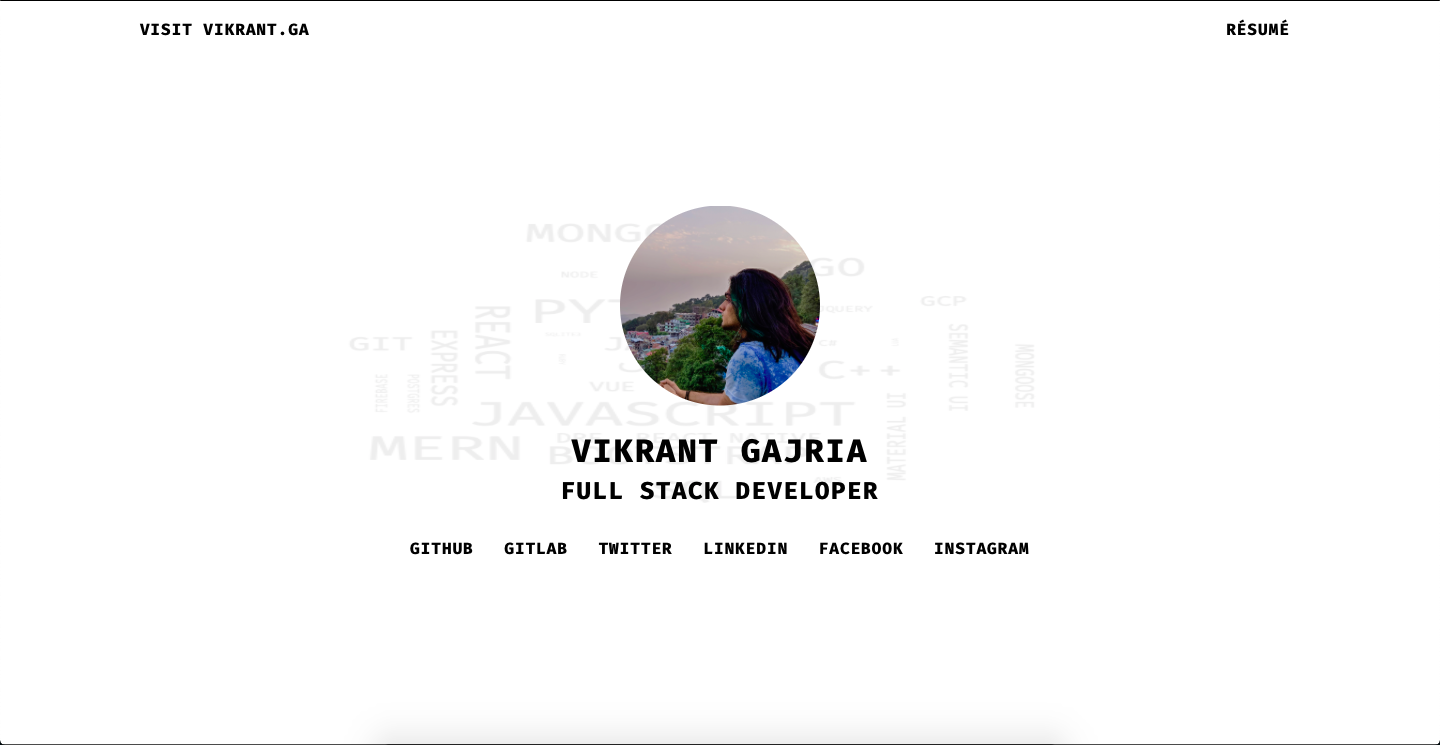 VISIT VIKRANT.GA RÉSUMÉ
MONGO
GO
NODE
GCP
PYT
JQUERY
REACT
SEMANTIC UI
EXPRESS
GIT
C#
MONGOOSE
C++
VUE
FIREBASE
MATERIAL UI
JAVASCRIPT
MERN
VIKRANT GAJRIA
FULL STACK DEVELOPER
GITHUB GITLAB TWITTER LINKEDIN FACEBOOK INSTAGRAM